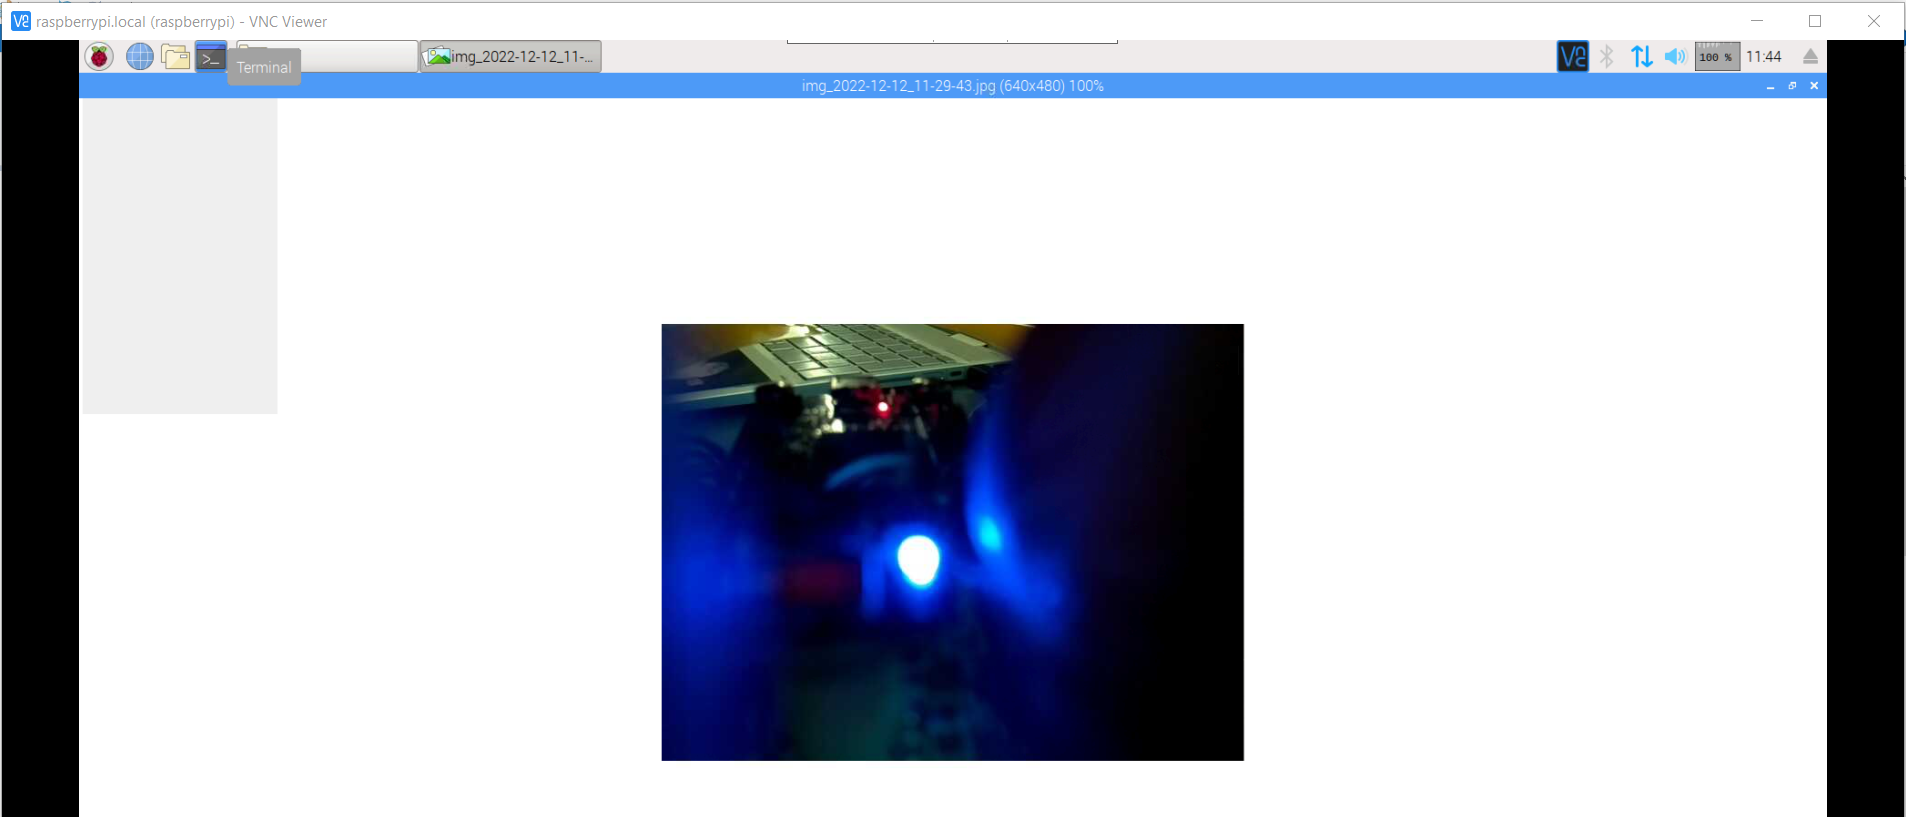 raspberrypi.local (raspberrypi) - VNC Viewer
img_2022-12-12_11-...
100 %
11:44
Terminal
img_2022-12-12_11-29-43.jpg (640x480) 100%